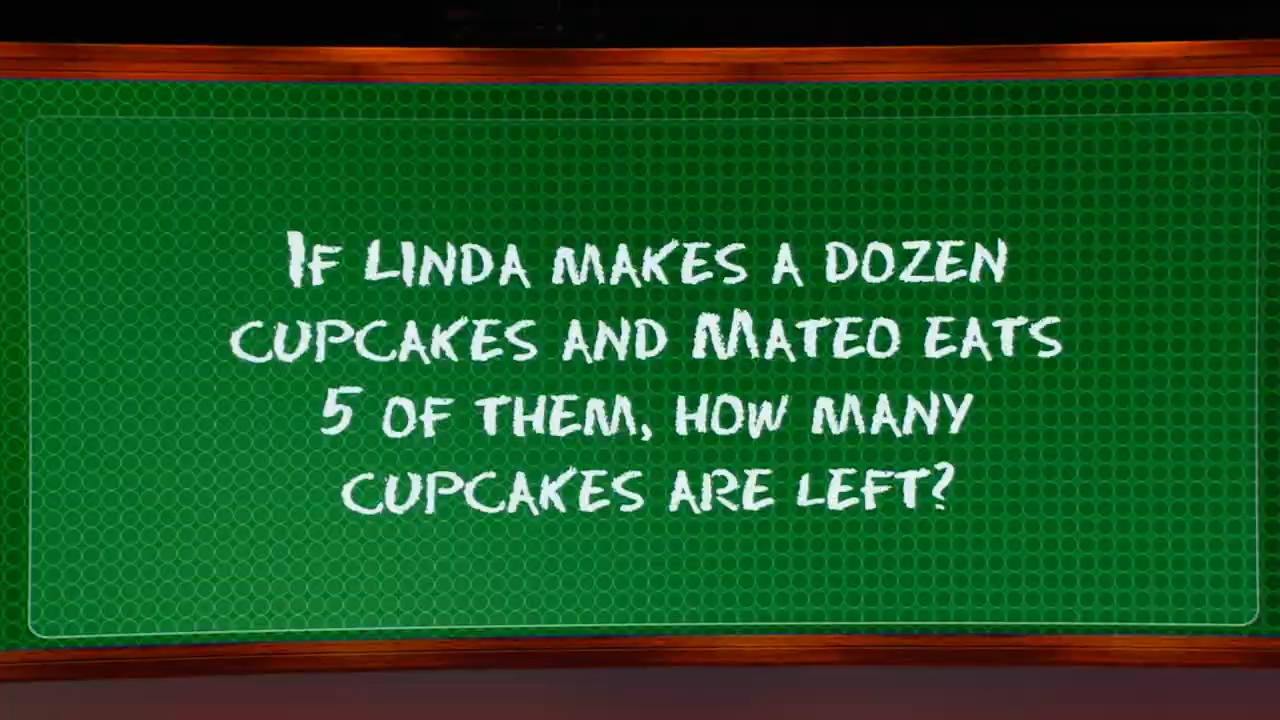 If Linda makes a dozen
cupcakes and Mateo eats
5 of them, how many
cupcakes are left?